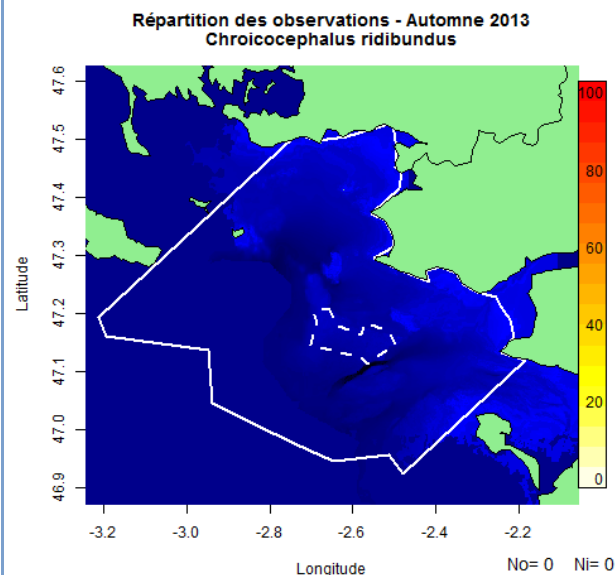 Répartition des observations - Automne 2013
Chroicocephalus ridibundus
Latitude
47.6
47.5
47.4
47.3
47.2
47.1
47.0
46.9
100
80
60
40
20
0
-3.2 -3.0 -2.8 -2.6 -2.4 -2.2
Longitude
No= 0 Ni= 0